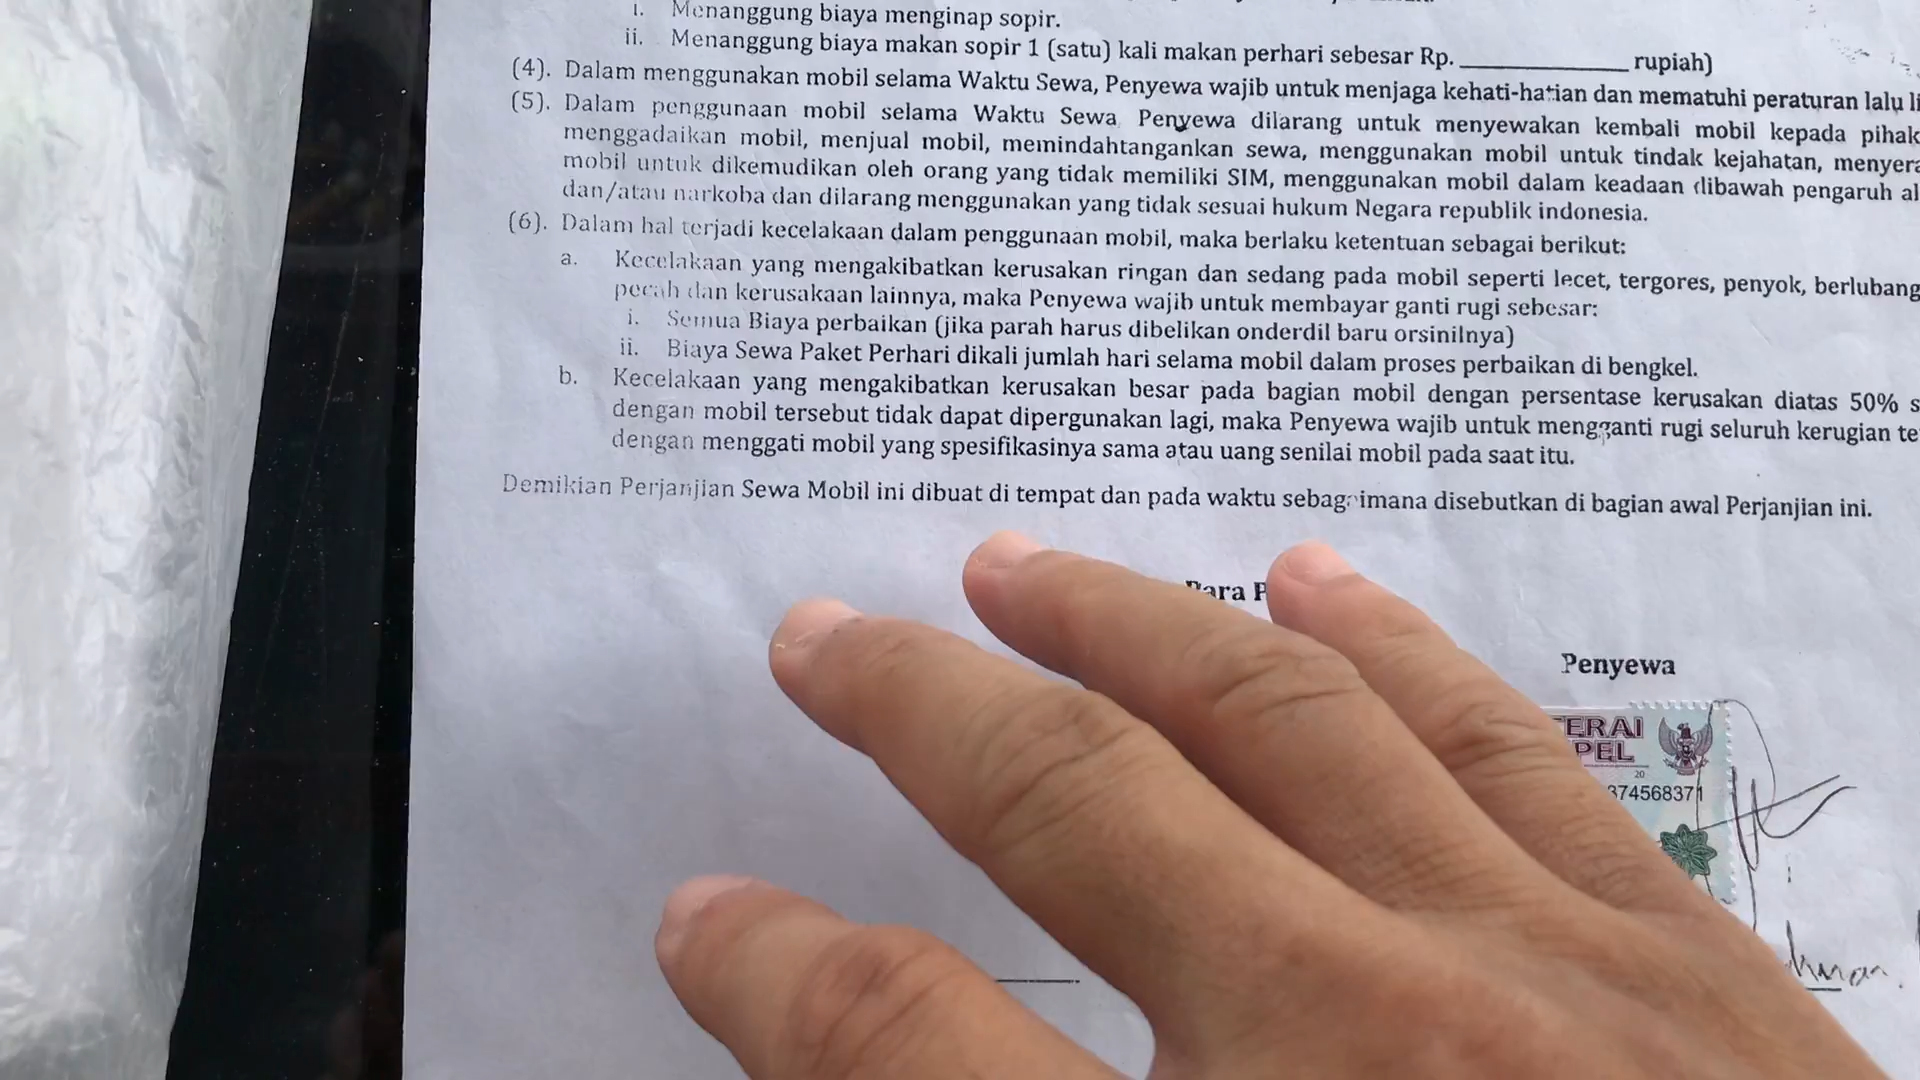 i. Menanggung biaya menginap sopir.
ii. Menanggung biaya makan sopir 1 (satu) kali makan perhari sebesar Rp. ____________ rupiah)
(4). Dalam menggunakan mobil selama Waktu Sewa, Penyewa wajib untuk menjaga kehati-hatian dan mematuhi peraturan lalu
(5). Dalam penggunaan mobil selama Waktu Sewa Penyewa dilarang untuk menyewakan kembali mobil kepada pihak
menggadaikan mobil, menjual mobil, memindahtangankan sewa, menggunakan mobil untuk tindak kejahatan,
mobil untuk dikemudikan oleh orang yang tidak memiliki SIM, menggunakan mobil dalam keadaan dibawah pengaruh
dan/atau narkoba dan dilarang menggunakan yang tidak sesuai hukum Negara republik indonesia.
(6). Dalam hal terjadi kecelakaan dalam penggunaan mobil, maka berlaku ketentuan sebagai berikut:
a. Kecelakaan yang mengakibatkan kerusakan ringan dan sedang pada mobil seperti lecet, tergores, penyok, berlubang
pecah dan kerusakaan lainnya, maka Penyewa wajib untuk membayar ganti rugi sebesar:
i. Semua Biaya perbaikan (jika parah harus dibelikan onderdil baru orsinilnya)
ii. Biaya Sewa Paket Perhari dikali jumlah hari selama mobil dalam proses perbaikan di bengkel.
b. Kecelakaan yang mengakibatkan kerusakan besar pada bagian mobil dengan persentase kerusakan diatas 50%
dengan mobil tersebut tidak dapat dipergunakan lagi, maka Penyewa wajib untuk mengganti rugi seluruh kerugian
dengan menggati mobil yang spesifikasinya sama atau uang senilai mobil pada saat itu.
Demikian Perjanjian Sewa Mobil ini dibuat di tempat dan pada waktu sebagaimana disebutkan di bagian awal Perjanjian ini.
Para P
Penyewa
TERAI
PEL
20
374568371